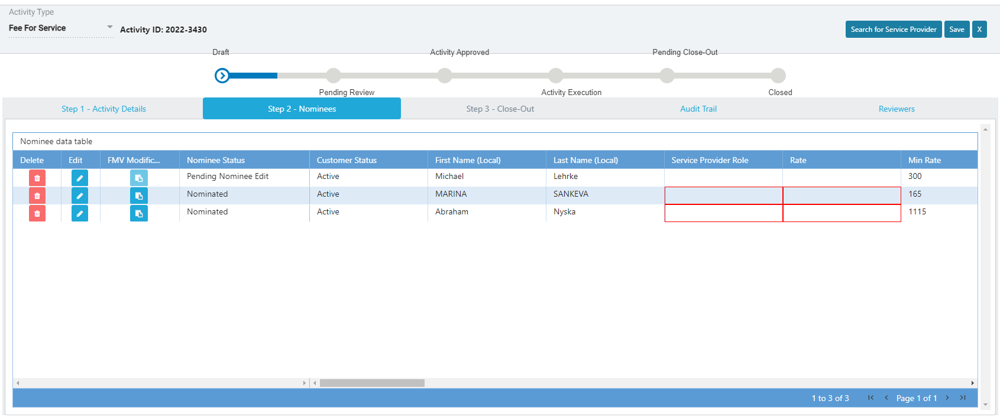 Activity Type
Fee For Service
Activity ID: 2022-3430
Search for Service Provider Save X
Draft Activity Approved Pending Close-Out
Pending Review Activity Execution Closed
Step 1 - Activity Details Step 2 - Nominees Step 3 - Close-Out Audit Trail Reviewers
Nominee data table
Delete Edit FMV Modific... Nominee Status Customer Status First Name (Local) Last Name (Local) Service Provider Role Rate Min Rate
Pending Nominee Edit Active Michael Lehrke 300
Nominated Active MARINA SANKEVA 165
Nominated Active Abraham Nyska 1115
1 to 3 of 3 Page 1 of 1